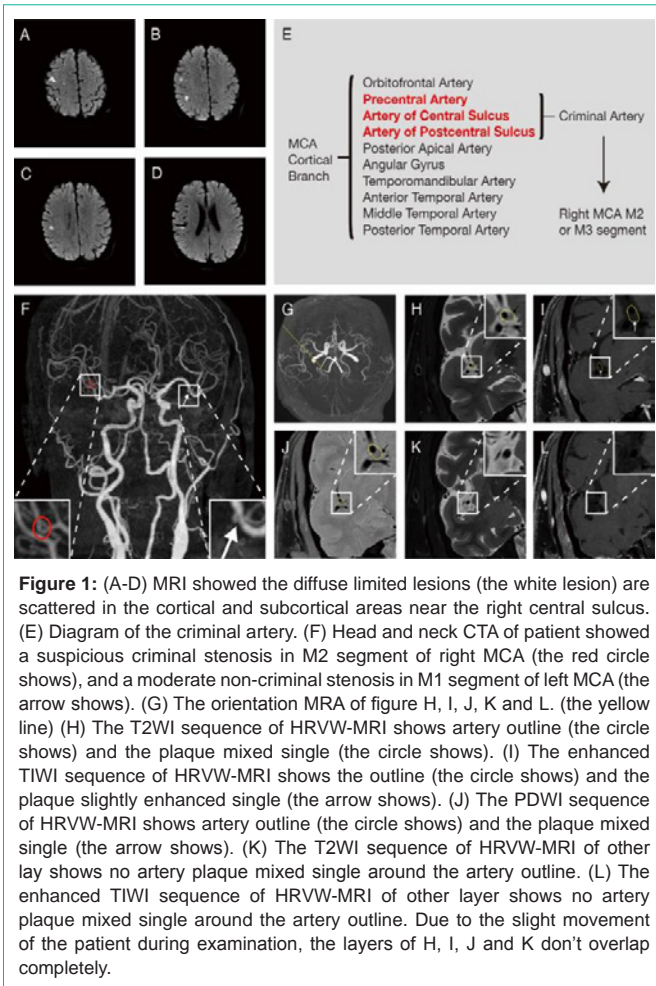 A
B
E
Orbitofrontal Artery
Precentral Artery
Artery of Central Sulcus
Artery of Postcentral Sulcus
Criminal Artery
MCA
Cortical
Branch
Posterior Apical Artery
Angular Gyrus
Temporomandibular Artery
Anterior Temporal Artery
Middle Temporal Artery
Posterior Temporal Artery
Right MCA M2
or M3 segment
C
D
F
G
H
I
J
K
L
Figure 1: (A-D) MRI showed the diffuse limited lesions (the white lesion) are
scattered in the cortical and subcortical areas near the right central sulcus.
(E) Diagram of the criminal artery. (F) Head and neck CTA of patient showed
a suspicious criminal stenosis in M2 segment of right MCA (the red circle
shows), and a moderate non-criminal stenosis in M1 segment of left MCA (the
arrow shows). (G) The orientation MRA of figure H, I, J, K and L. (the yellow
line) (H) The T2WI sequence of HRVW-MRI shows artery outline (the circle
shows) and the plaque mixed single (the circle shows). (I) The enhanced
TIWI sequence of HRVW-MRI shows the outline (the circle shows) and the
plaque slightly enhanced single (the arrow shows). (J) The PDWI sequence
of HRVW-MRI shows artery outline (the circle shows) and the plaque mixed
single (the arrow shows). (K) The T2WI sequence of HRVW-MRI of other
lay shows no artery plaque mixed single around the artery outline. (L) The
enhanced TIWI sequence of HRVW-MRI of other layer shows no artery
plaque mixed single around the artery outline. Due to the slight movement
of the patient during examination, the layers of H, I, J and K don't overlap
completely.